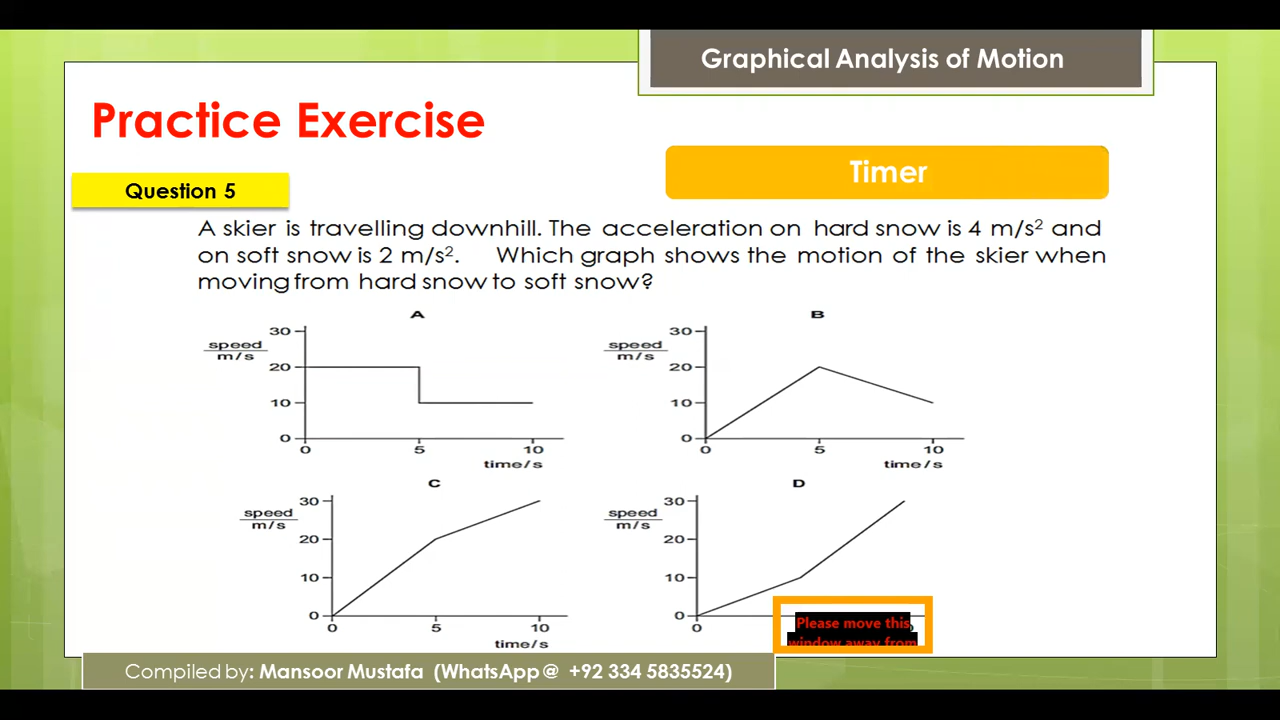 Graphical Analysis of Motion
Practice Exercise
Timer
Question 5
A skier is travelling downhill. The acceleration on hard snow is 4 m/s² and
on soft snow is 2 m/s². Which graph shows the motion of the skier when
moving from hard snow to soft snow?
A
speed
m/s
30
20
10
0
0 5 10
time/s
B
speed
m/s
30
20
10
0
0 5 10
time/s
C
speed
m/s
30
20
10
0
0 5 10
time/s
D
speed
m/s
30
20
10
0
0
Please move this
window away from
Compiled by: Mansoor Mustafa (WhatsApp @ +92 334 5835524)